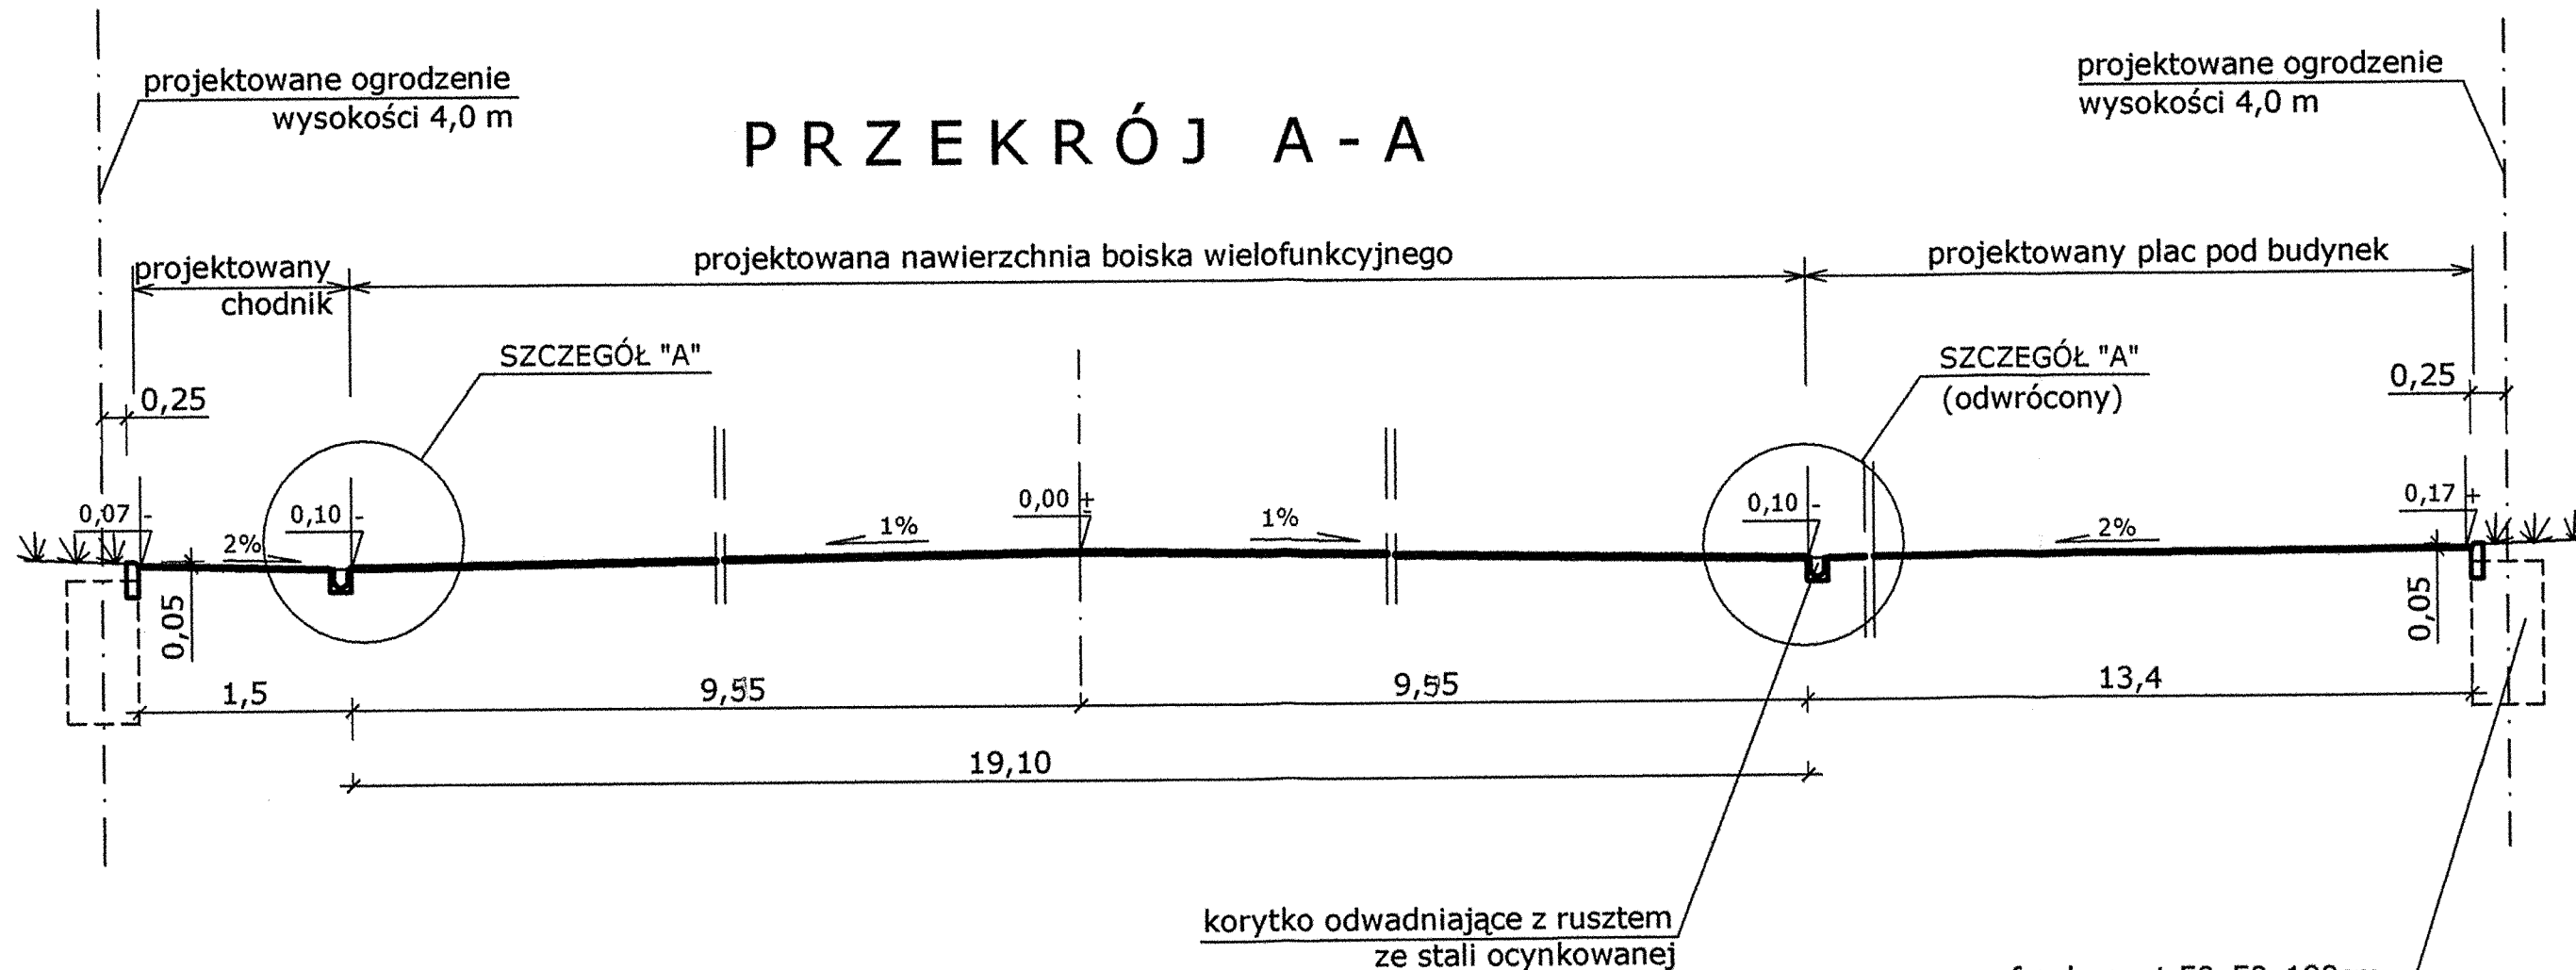 projektowane ogrodzenie
wysokości 4,0 m
projektowane ogrodzenie
wysokości 4,0 m
PRZEKRÓJ A-A
projektowany
chodnik
projektowana nawierzchnia boiska wielofunkcyjnego
projektowany plac pod budynek
SZCZEGÓŁ "A"
SZCZEGÓŁ "A"
(odwrócony)
0,25
0,25
0,07 -
0,10 -
0,00 ±
0,10 -
0,17 +
2%
1%
1%
2%
0,05
0,05
1,5
9,55
9,55
13,4
19,10
korytko odwadniające z rusztem
ze stali ocynkowanej